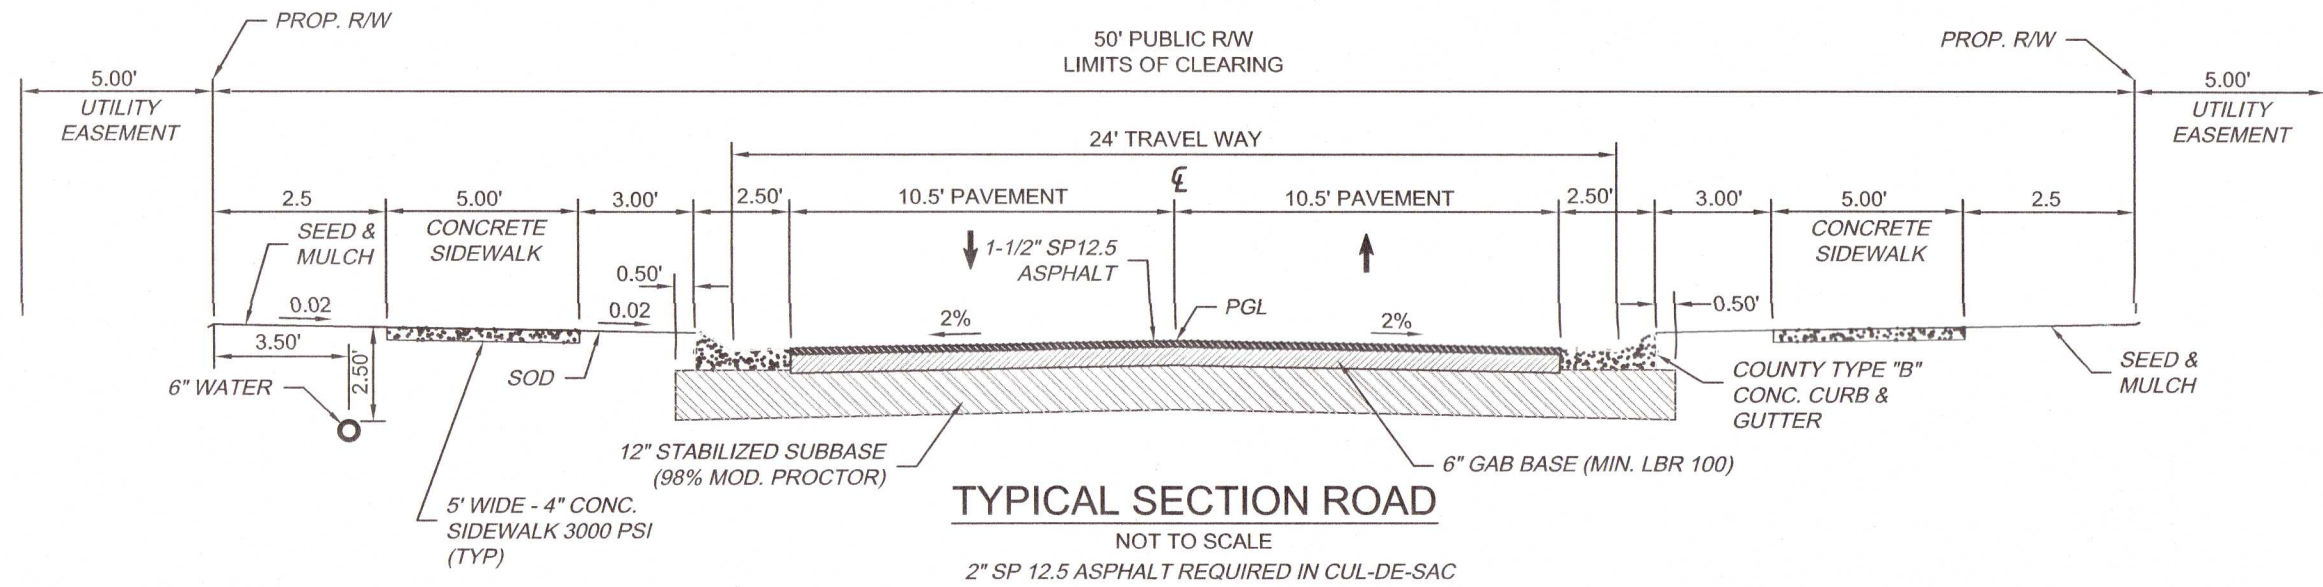 PROP. R/W
50' PUBLIC R/W
LIMITS OF CLEARING
PROP. R/W
5.00'
UTILITY
EASEMENT
5.00'
UTILITY
EASEMENT
24' TRAVEL WAY
℄
2.5
5.00'
3.00'
2.50'
10.5' PAVEMENT
10.5' PAVEMENT
2.50'
3.00'
5.00'
2.5
SEED &
MULCH
CONCRETE
SIDEWALK
1-1/2" SP12.5
ASPHALT
CONCRETE
SIDEWALK
0.50'
0.50'
0.02
0.02
2%
PGL
2%
3.50'
2.50'
6" WATER
SOD
COUNTY TYPE "B"
CONC. CURB &
GUTTER
SEED &
MULCH
12" STABILIZED SUBBASE
(98% MOD. PROCTOR)
6" GAB BASE (MIN. LBR 100)
5' WIDE - 4" CONC.
SIDEWALK 3000 PSI
(TYP)
TYPICAL SECTION ROAD
NOT TO SCALE
2" SP 12.5 ASPHALT REQUIRED IN CUL-DE-SAC